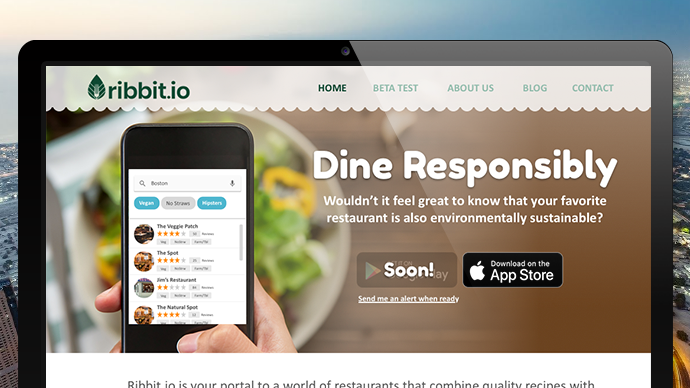 ribbit.io
HOME
BETA TEST
ABOUT US
BLOG
CONTACT
Dine Responsibly
Wouldn't it feel great to know that your favorite
restaurant is also environmentally sustainable?
Soon!
Send me an alert when ready
Download on the
App Store
Boston
Vegan
No Straws
Hipsters
The Veggie Patch
Reviews
The Spot
Reviews
Jim's Restaurant
Reviews
The Natural Spot
Reviews
Ribbit.io is your portal to a world of restaurants that combine quality recipes with